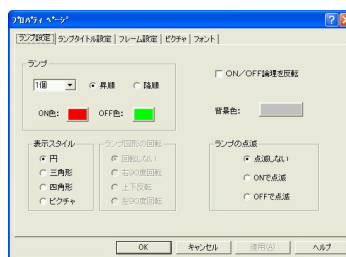 プロパティ ページ
ランプ設定 ランプタイトル設定 フレーム設定 ピクチャ フォント
ランプ
1個 昇順 降順
ON色: OFF色:
ON/OFF論理を反転
背景色:
表示スタイル
円
三角形
四角形
ピクチャ
ランプ図形の回転
回転しない
右90度回転
上下反転
左90度回転
ランプの点滅
点滅しない
ONで点滅
OFFで点滅
OK キャンセル 適用(A) ヘルプ